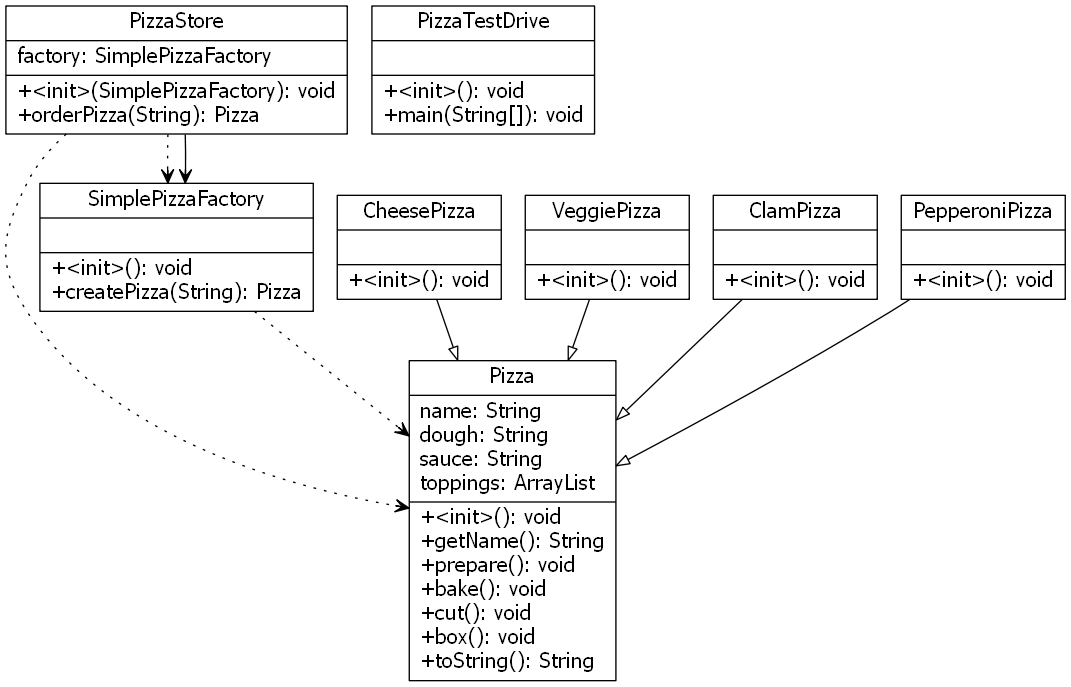 PizzaStore
factory: SimplePizzaFactory
+<init>(SimplePizzaFactory): void
+orderPizza(String): Pizza
PizzaTestDrive
+<init>(): void
+main(String[]): void
SimplePizzaFactory
+<init>(): void
+createPizza(String): Pizza
CheesePizza
+<init>(): void
VeggiePizza
+<init>(): void
ClamPizza
+<init>(): void
PepperoniPizza
+<init>(): void
Pizza
name: String
dough: String
sauce: String
toppings: ArrayList
+<init>(): void
+getName(): String
+prepare(): void
+bake(): void
+cut(): void
+box(): void
+toString(): String